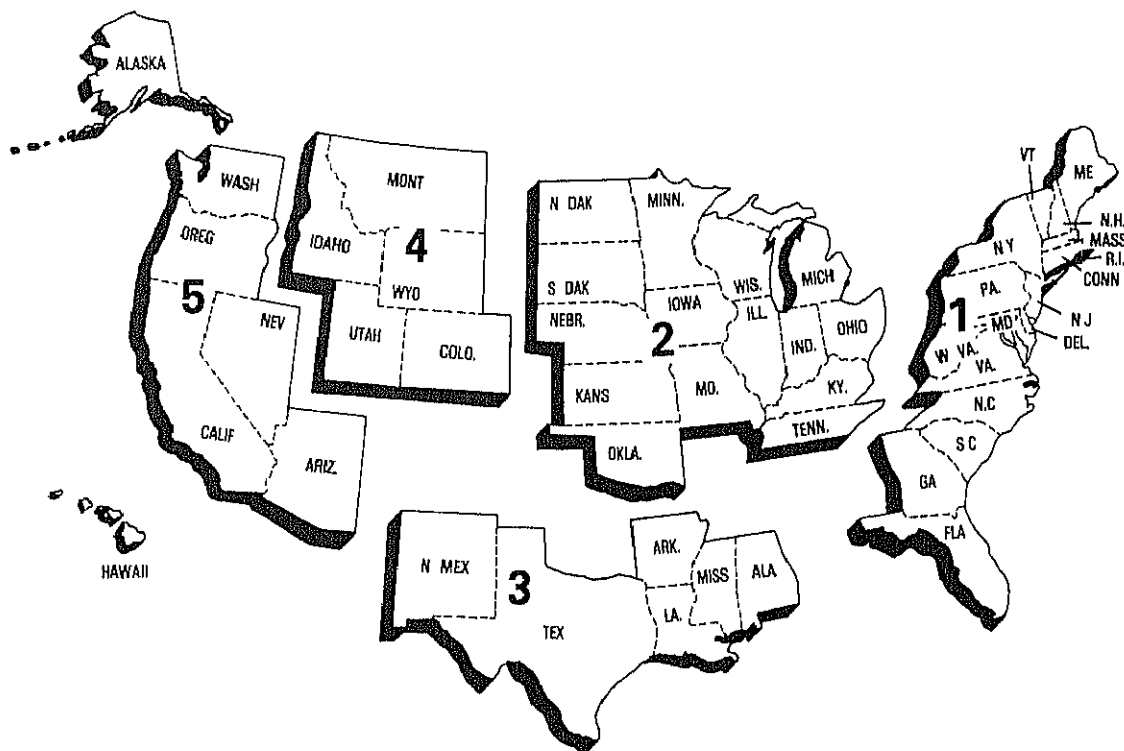 ALASKA
WASH
OREG
5
NEV
CALIF
ARIZ.
HAWAII
MONT
IDAHO
4
WYO
UTAH
COLO.
N DAK
MINN.
S DAK
WIS.
MICH
NEBR.
IOWA
2
ILL
IND.
OHIO
KANS
MO.
KY.
OKLA.
TENN.
N MEX
3
TEX
ARK.
LA.
MISS
ALA
VT
ME
N.H.
MASS
R.I.
CONN
N Y
PA.
1
N J
MD
DEL.
W VA.
VA.
N.C
S C
GA
FLA